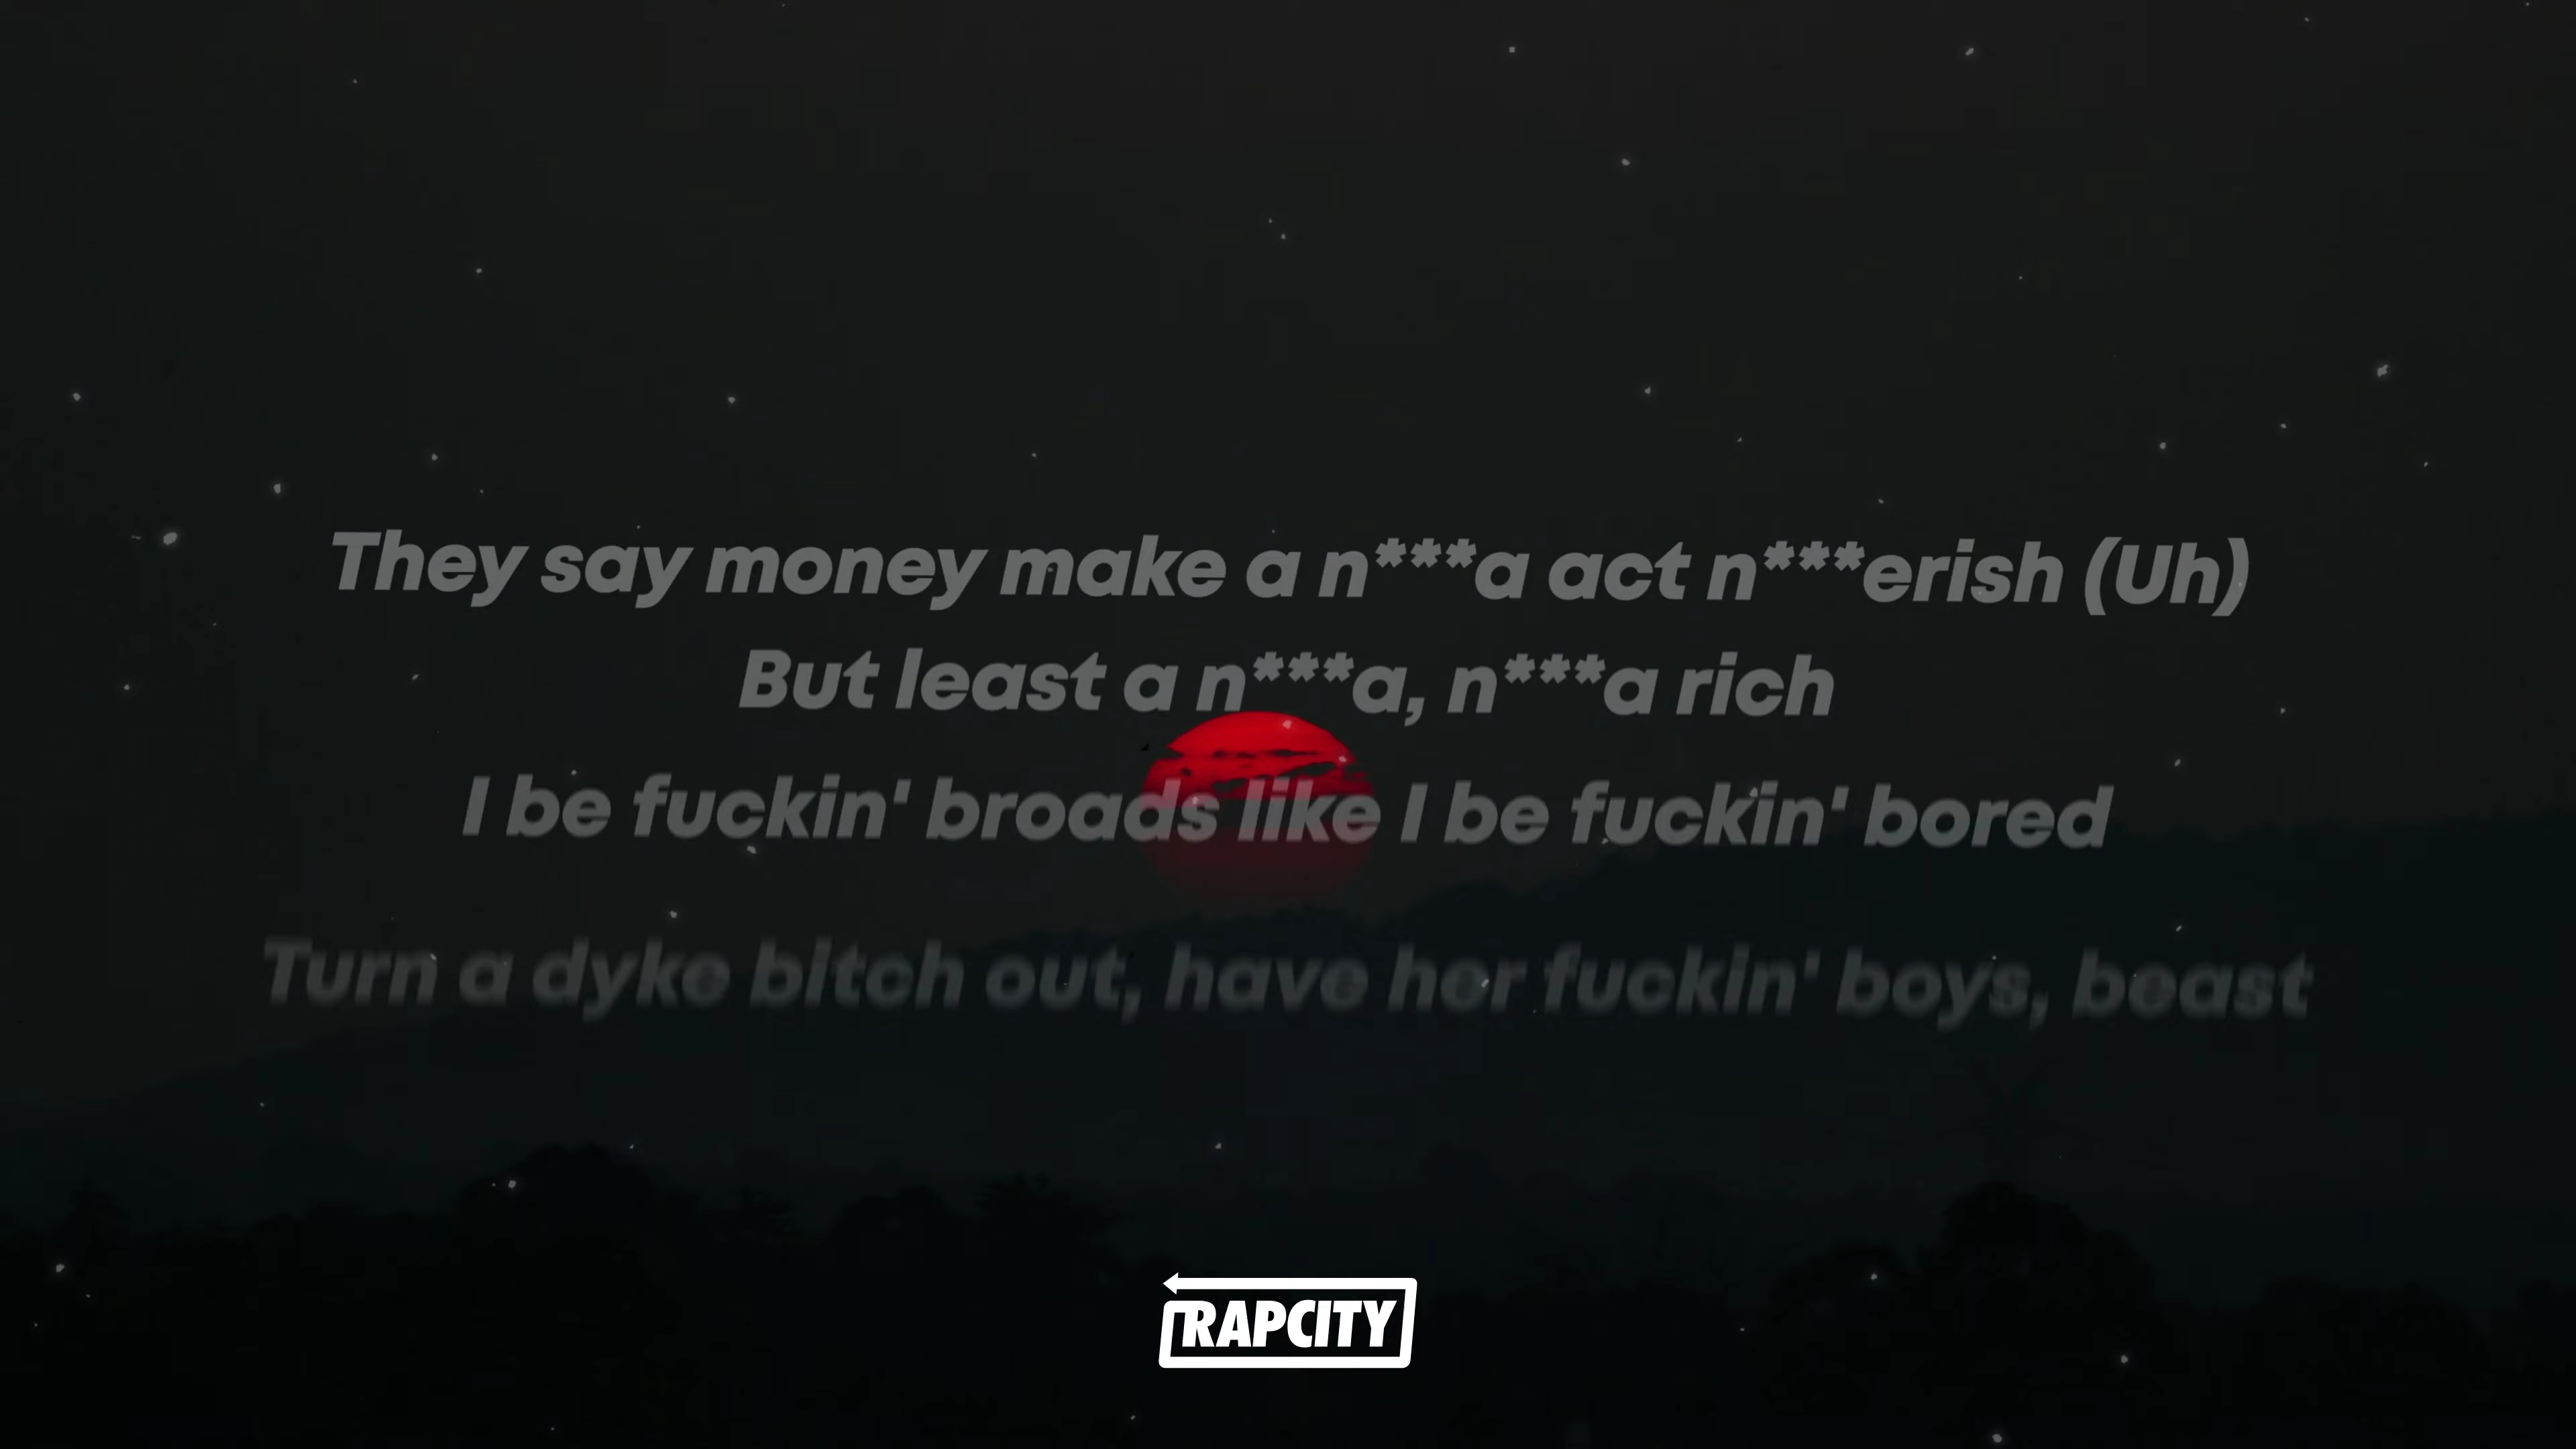 They say money make a n***a act n***erish (Uh)
But least a n***a, n***a rich
I be fuckin' broads like I be fuckin' bored
Turn a dyke bitch out, have her fuckin' boys, beast
RAPCITY